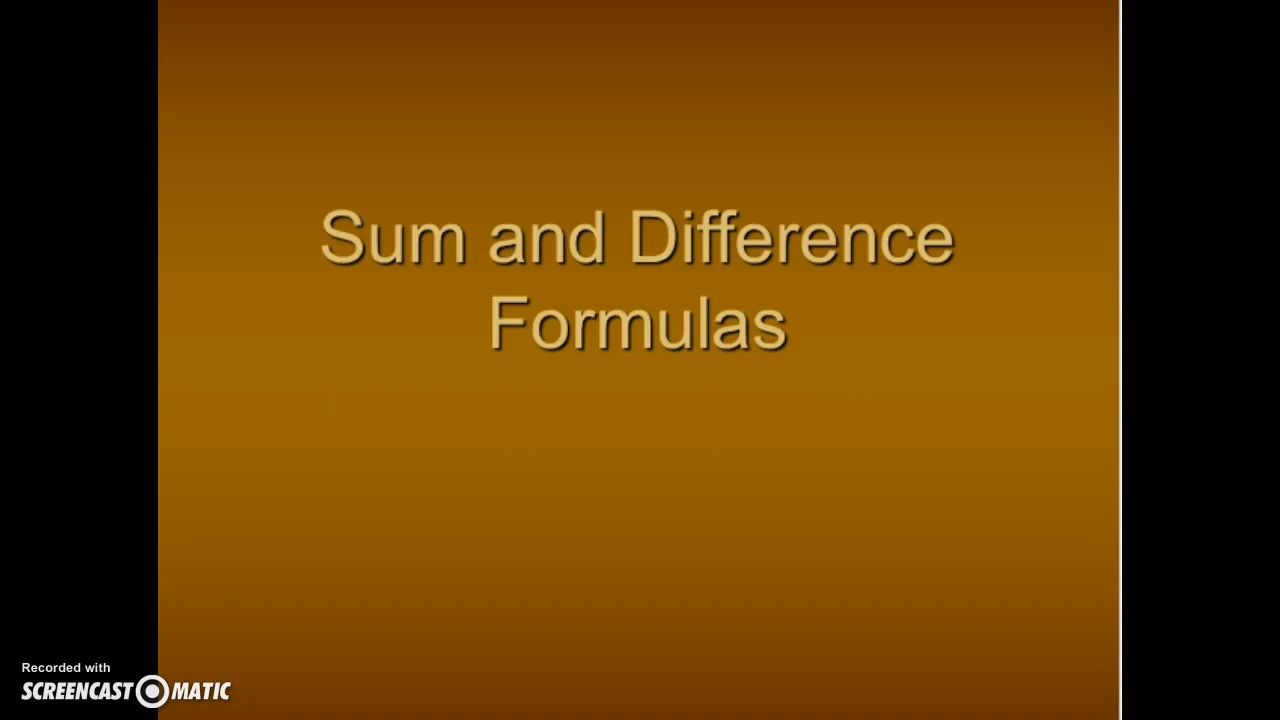 Sum and Difference
Formulas
Recorded with
SCREENCAST MATIC